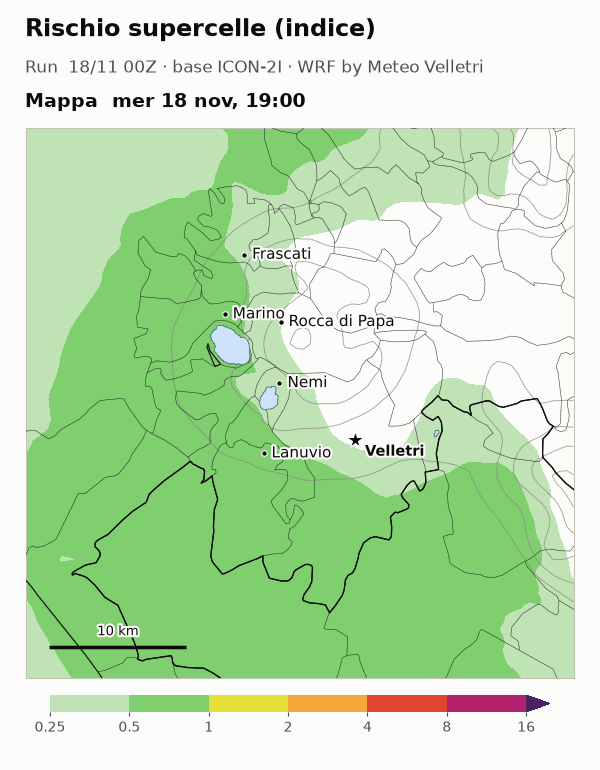 Rischio supercelle (indice)
Run  18/11 00Z · base ICON-2I · WRF by Meteo Velletri
Mappa  mer 18 nov, 19:00
Frascati
Marino
Rocca di Papa
Nemi
Velletri
Lanuvio
10 km
0.25 0.5 1 2 4 8 16